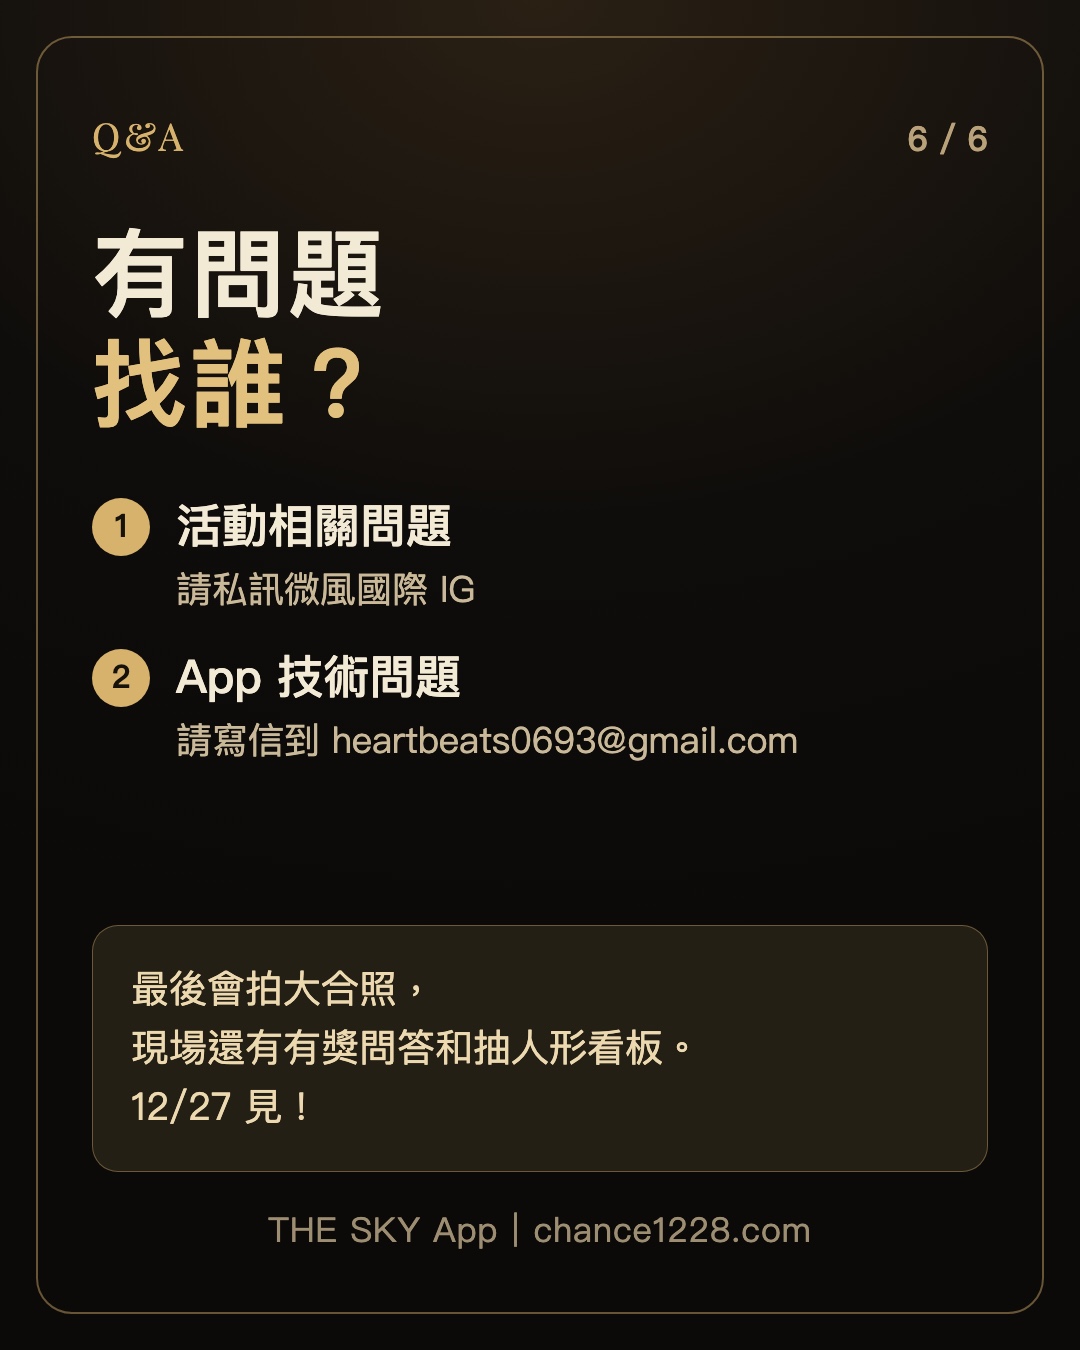 Q&A
6 / 6
有問題
找誰？
1 活動相關問題
請私訊微風國際 IG
2 App 技術問題
請寫信到 heartbeats0693@gmail.com
最後會拍大合照，
現場還有有獎問答和抽人形看板。
12/27 見！
THE SKY App | chance1228.com